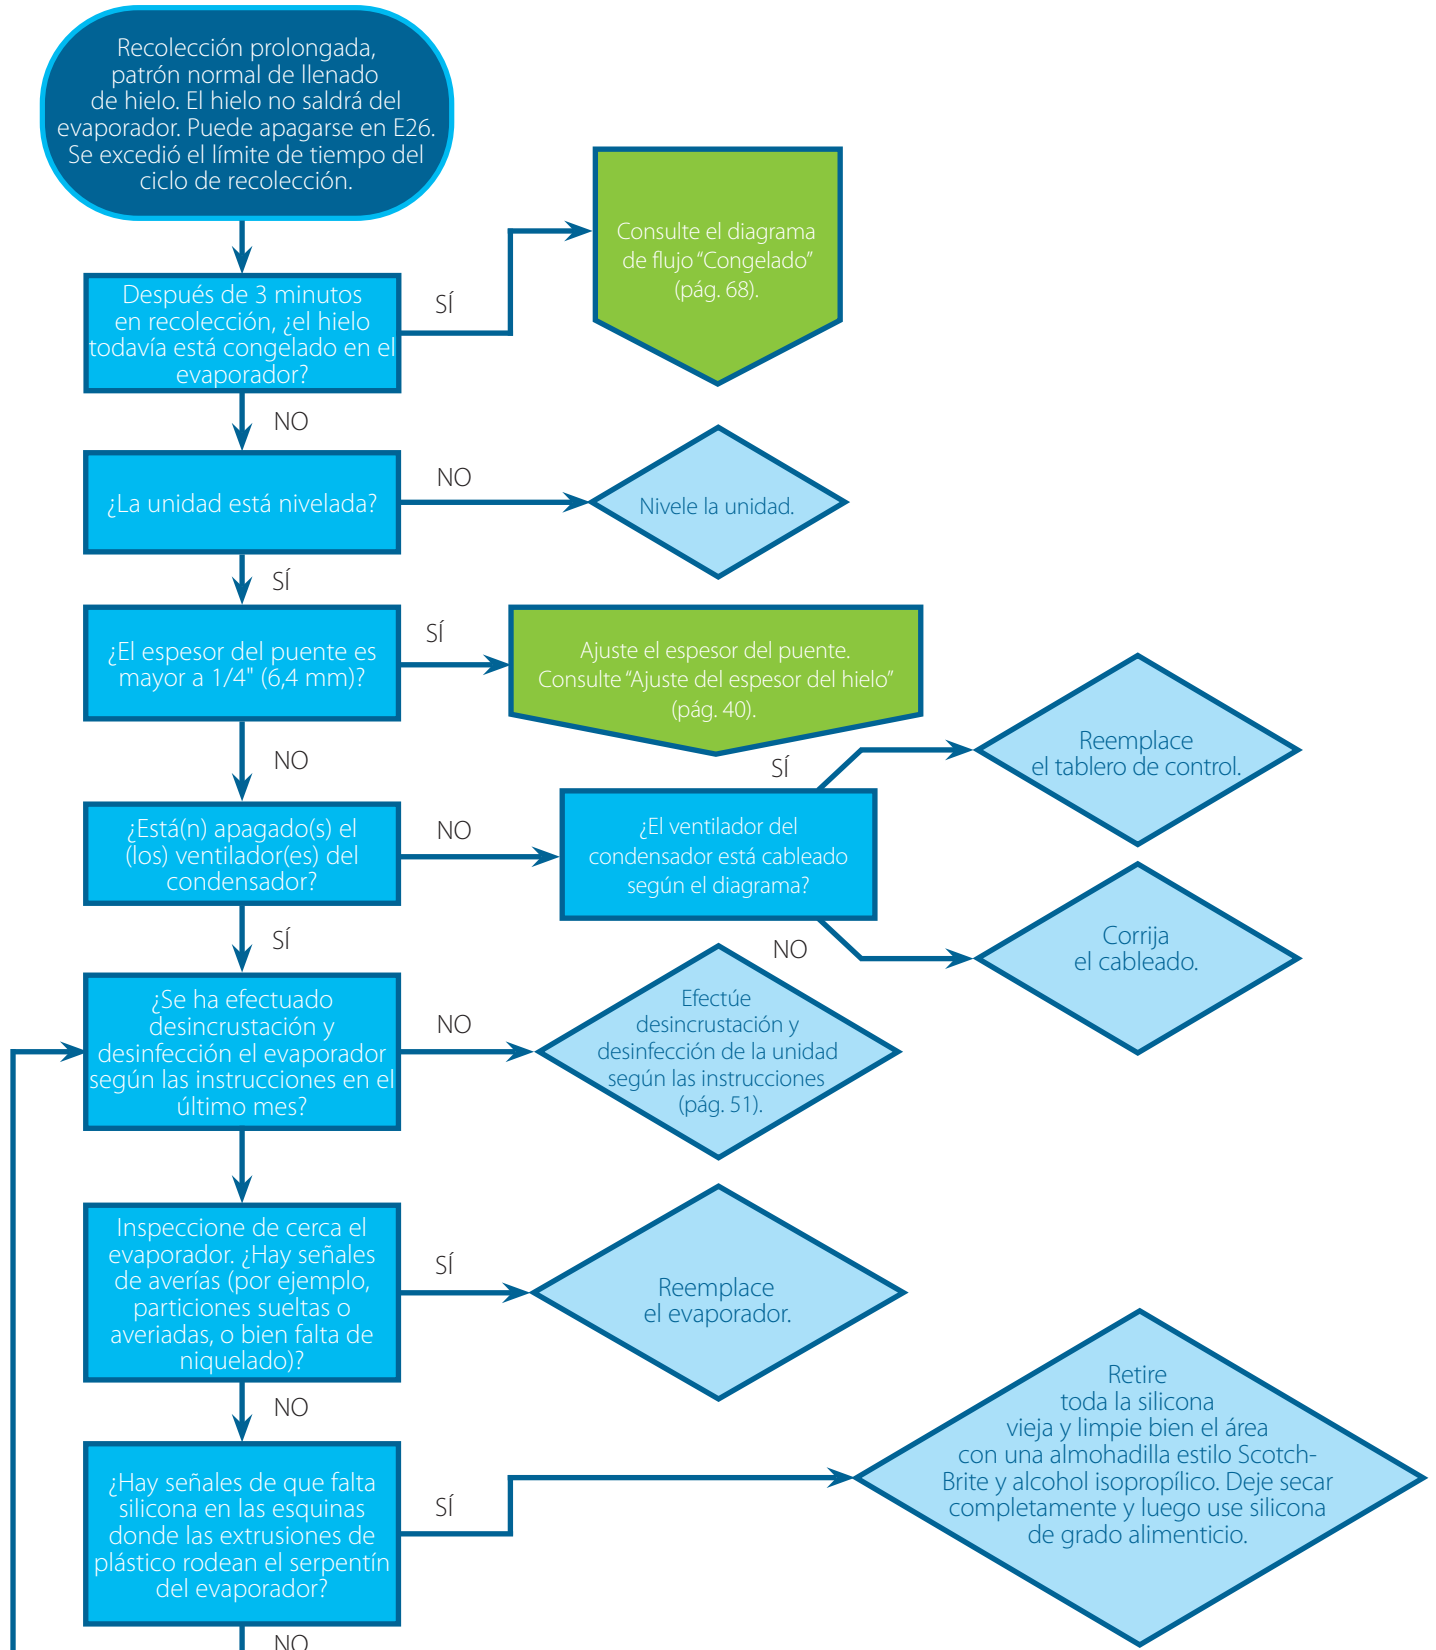 Recolección prolongada,
patrón normal de llenado
de hielo. El hielo no saldrá del
evaporador. Puede apagarse en E26.
Se excedió el límite de tiempo del
ciclo de recolección.
Consulte el diagrama
de flujo “Congelado”
(pág. 68).
Después de 3 minutos
en recolección, ¿el hielo
todavía está congelado en el
evaporador?
SÍ
NO
¿La unidad está nivelada?
NO
Nivele la unidad.
SÍ
¿El espesor del puente es
mayor a 1/4" (6,4 mm)?
SÍ
Ajuste el espesor del puente.
Consulte “Ajuste del espesor del hielo”
(pág. 40).
NO
¿Está(n) apagado(s) el
(los) ventilador(es) del
condensador?
NO
¿El ventilador del
condensador está cableado
según el diagrama?
SÍ
Reemplace
el tablero de control.
NO
Corrija
el cableado.
SÍ
¿Se ha efectuado
desincrustación y
desinfección el evaporador
según las instrucciones en el
último mes?
NO
Efectúe
desincrustación y
desinfección de la unidad
según las instrucciones
(pág. 51).
Inspeccione de cerca el
evaporador. ¿Hay señales
de averías (por ejemplo,
particiones sueltas o
averiadas, o bien falta de
niquelado)?
SÍ
Reemplace
el evaporador.
NO
¿Hay señales de que falta
silicona en las esquinas
donde las extrusiones de
plástico rodean el serpentín
del evaporador?
SÍ
Retire
toda la silicona
vieja y limpie bien el área
con una almohadilla estilo Scotch-
Brite y alcohol isopropílico. Deje secar
completamente y luego use silicona
de grado alimenticio.
NO